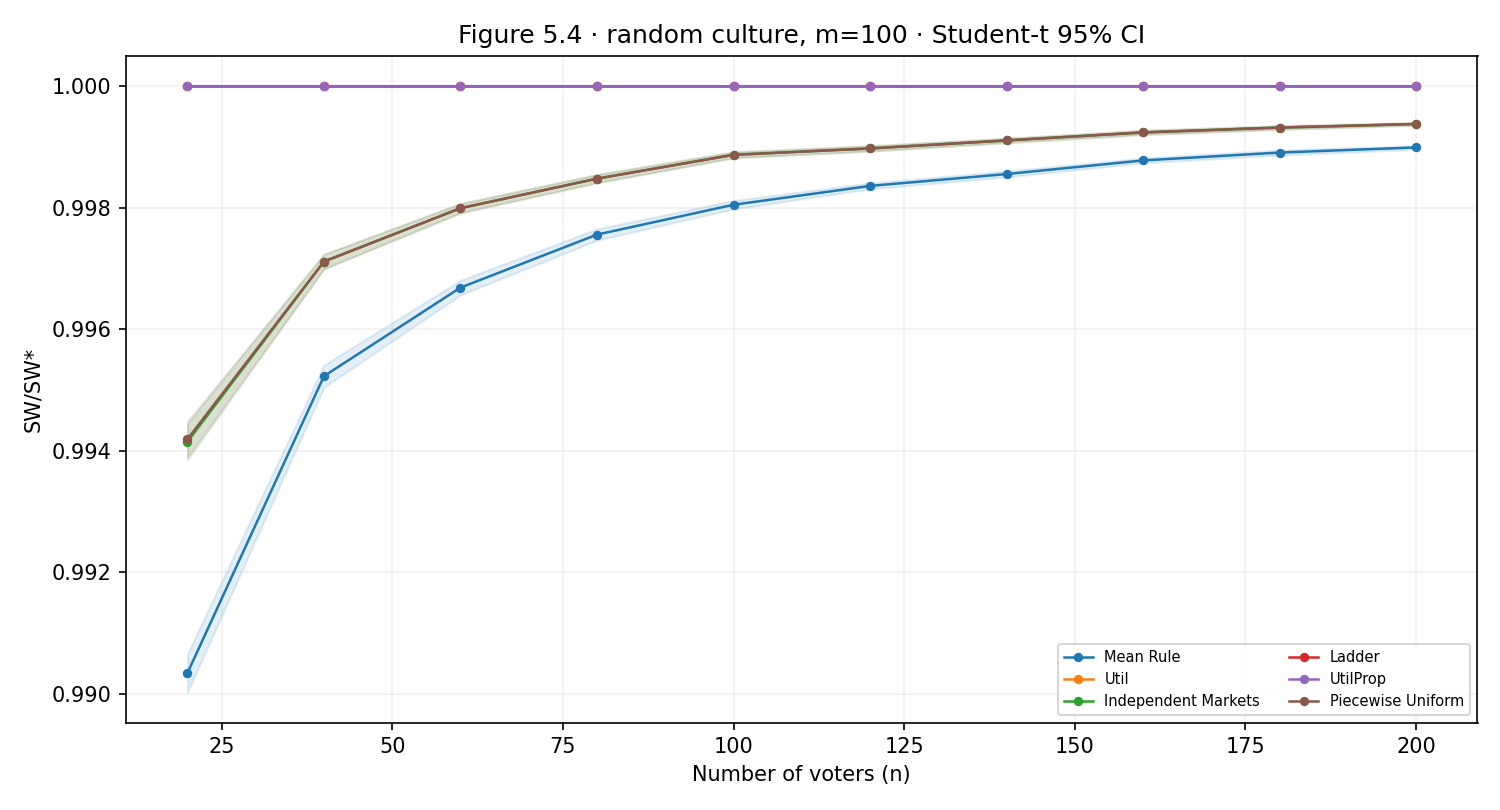 Figure 5.4 · random culture, m=100 · Student-t 95% CI
1.000
0.998
0.996
0.994
0.992
0.990
SW/SW*
25 50 75 100 125 150 175 200
Number of voters (n)
Mean Rule
Util
Independent Markets
Ladder
UtilProp
Piecewise Uniform